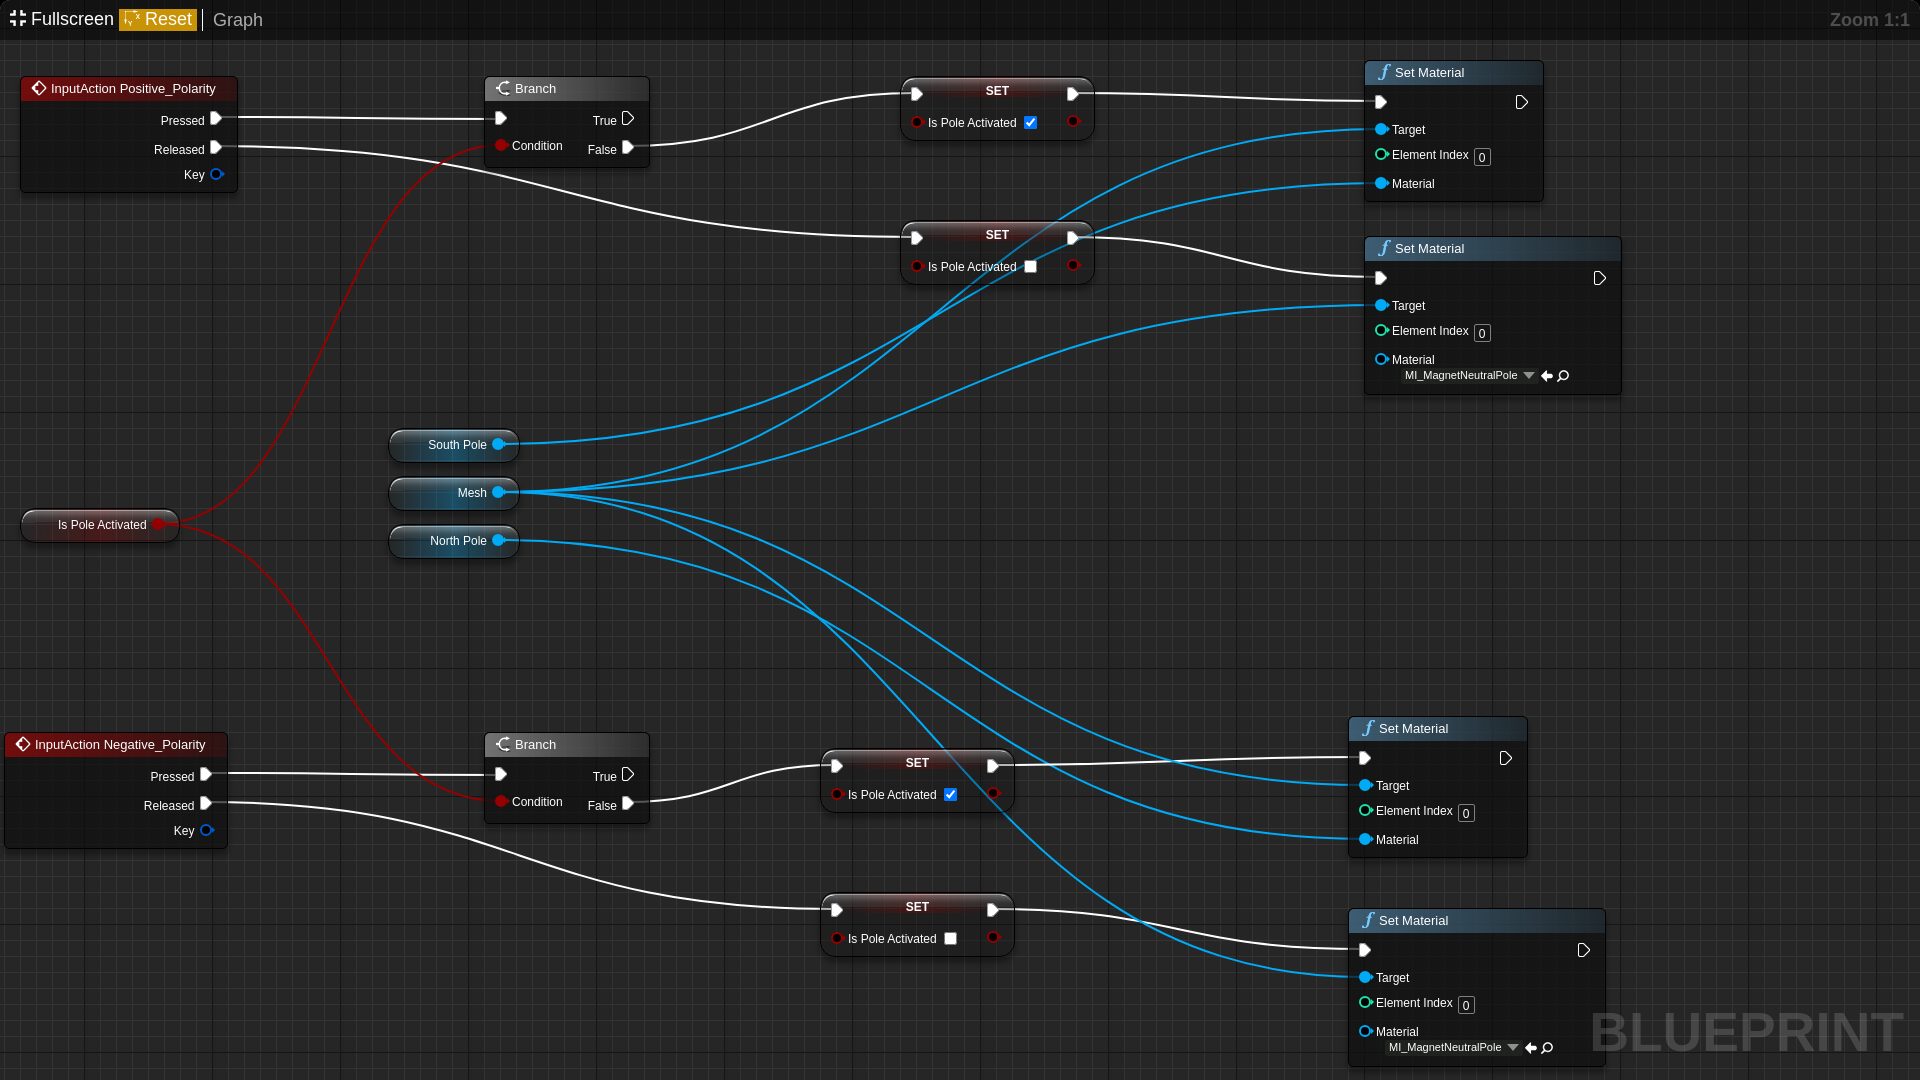 Fullscreen Reset Graph
Zoom 1:1
InputAction Positive_Polarity
Pressed
Released
Key
Branch
True
Condition
False
SET
Is Pole Activated
Set Material
Target
Element Index 0
Material
SET
Is Pole Activated
Set Material
Target
Element Index 0
Material
MI_MagnetNeutralPole
South Pole
Mesh
North Pole
Is Pole Activated
InputAction Negative_Polarity
Pressed
Released
Key
Branch
True
Condition
False
SET
Is Pole Activated
Set Material
Target
Element Index 0
Material
SET
Is Pole Activated
Set Material
Target
Element Index 0
Material
MI_MagnetNeutralPole
BLUEPRINT